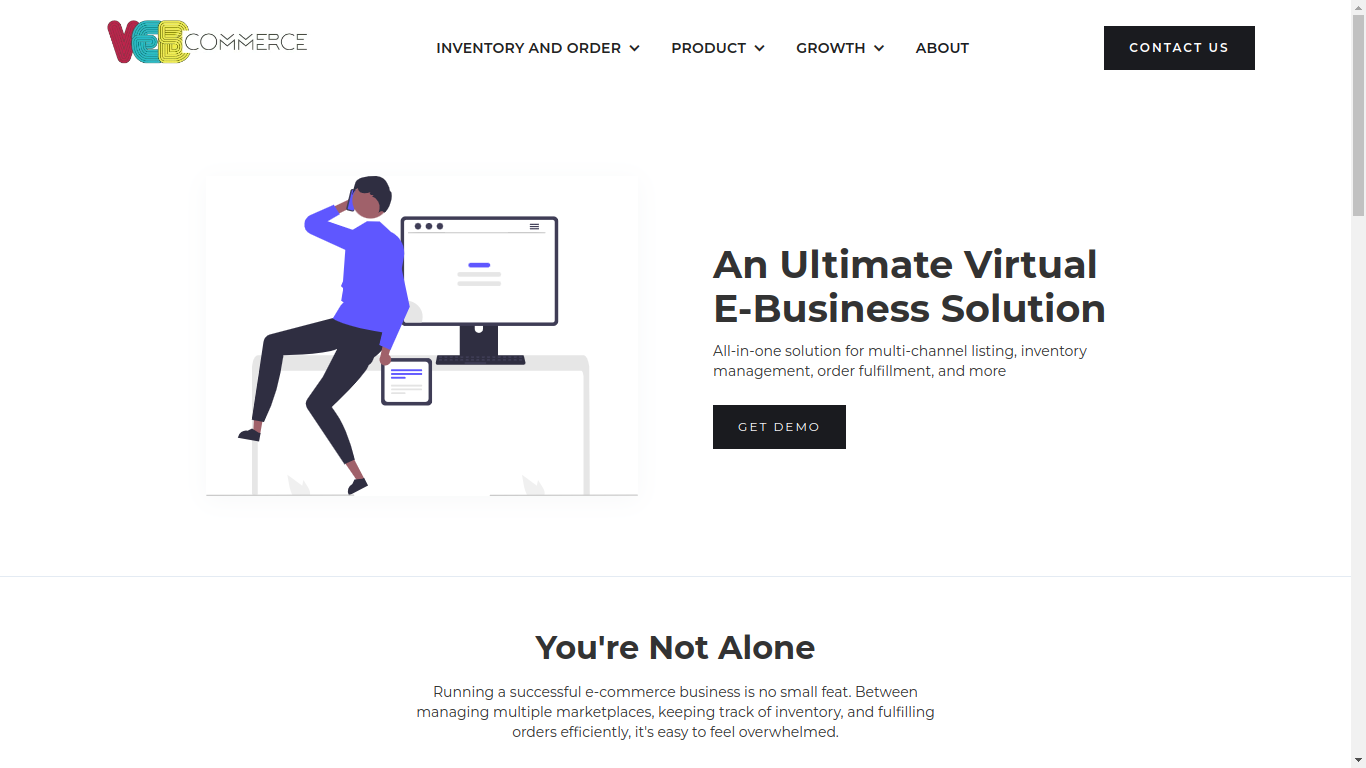 VEECOMMERCE
INVENTORY AND ORDER
PRODUCT
GROWTH
ABOUT
CONTACT US
An Ultimate Virtual
E-Business Solution
All-in-one solution for multi-channel listing, inventory
management, order fulfillment, and more
GET DEMO
You're Not Alone
Running a successful e-commerce business is no small feat. Between
managing multiple marketplaces, keeping track of inventory, and fulfilling
orders efficiently, it's easy to feel overwhelmed.